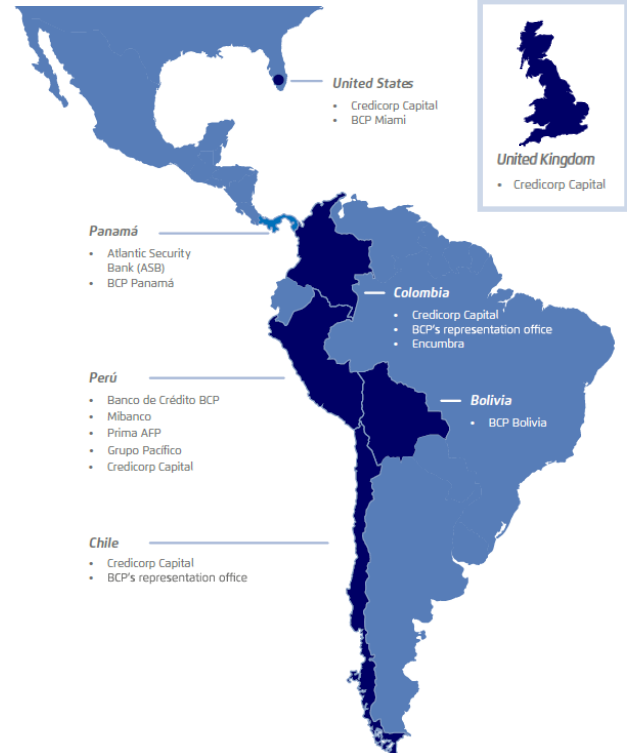 United States
• Credicorp Capital
• BCP Miami
United Kingdom
• Credicorp Capital
Panamá
• Atlantic Security
Bank (ASB)
• BCP Panamá
Colombia
• Credicorp Capital
• BCP's representation office
• Encumbra
Perú
• Banco de Crédito BCP
• Mibanco
• Prima AFP
• Grupo Pacífico
• Credicorp Capital
Bolivia
• BCP Bolivia
Chile
• Credicorp Capital
• BCP's representation office